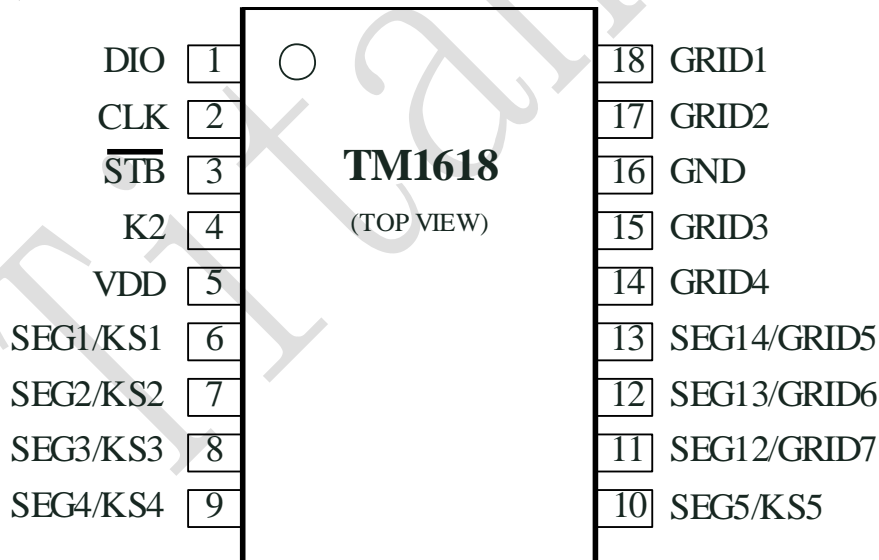 DIO 1 18 GRID1
CLK 2 17 GRID2
STB 3 TM1618 16 GND
K2 4 (TOP VIEW) 15 GRID3
VDD 5 14 GRID4
SEG1/KS1 6 13 SEG14/GRID5
SEG2/KS2 7 12 SEG13/GRID6
SEG3/KS3 8 11 SEG12/GRID7
SEG4/KS4 9 10 SEG5/KS5
Tita